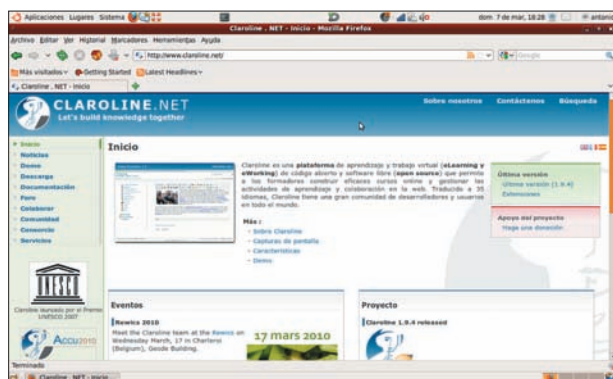 Aplicaciones Lugares Sistema
dom 7 de mar, 18:28
Claroline . NET - Inicio - Mozilla Firefox
Archivo Editar Ver Historial Marcadores Herramientas Ayuda
http://www.claroline.net/
Google
Más visitados Getting Started Latest Headlines
Claroline . NET - Inicio
CLAROLINE.NET
Let's build knowledge together
Sobre nosotros Contáctenos Búsqueda
Inicio
Noticias
Demo
Descarga
Documentación
Foro
Colaborar
Comunidad
Consorcio
Servicios
UNESCO
Claroline laureado por el Premio
UNESCO 2007
ACCU2010
Inicio
Claroline es una plataforma de aprendizaje y trabajo virtual (eLearning y
eWorking) de código abierto y software libre (open source) que permite
a los formadores construir eficaces cursos online y gestionar las
actividades de aprendizaje y colaboración en la web. Traducido a 35
idiomas, Claroline tiene una gran comunidad de desarrolladores y usuarios
en todo el mundo.
Más :
Sobre Claroline
Capturas de pantalla
Características
Demo
Última versión
Última versión (1.9.4)
Extensiones
Apoyo del proyecto
Haga una donación
Eventos
Rewics 2010
Meet the Claroline team at the Rewics on
Wednesday March, 17 in Charleroi
(Belgium), Geode Building.
17 mars 2010
Proyecto
Claroline 1.9.4 released
Terminado
Claroline . NET - Inicio